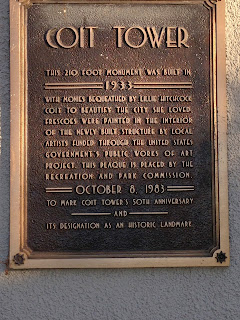 COIT TOWER
THIS 210 FOOT MONUMENT WAS BUILT IN
1933
WITH MONIES BEQUEATHED BY LILLIE HITCHCOCK
COIT TO BEAUTIFY THE CITY SHE LOVED.
FRESCOES WERE PAINTED IN THE INTERIOR
OF THE NEWLY BUILT STRUCTURE BY LOCAL
ARTISTS FUNDED THROUGH THE UNITED STATES
GOVERNMENT'S PUBLIC WORKS OF ART
PROJECT. THIS PLAQUE IS PLACED BY THE
RECREATION AND PARK COMMISSION.
OCTOBER 8, 1983
TO MARK COIT TOWER'S 50TH ANNIVERSARY
AND
ITS DESIGNATION AS AN HISTORIC LANDMARK.